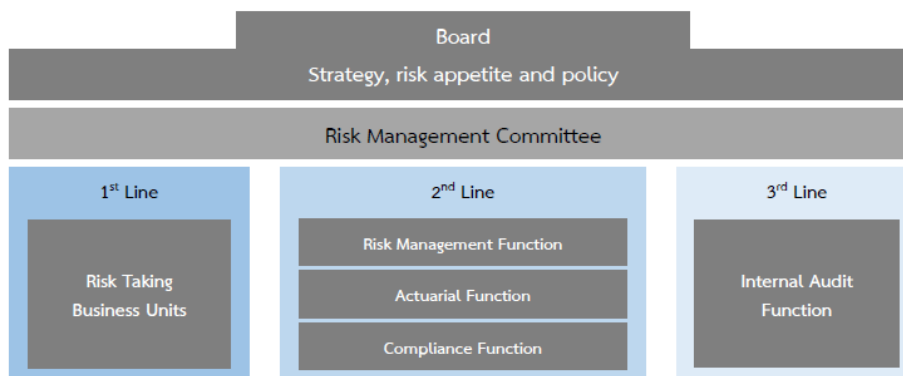 Board
Strategy, risk appetite and policy
Risk Management Committee
1st Line
Risk Taking
Business Units
2nd Line
Risk Management Function
Actuarial Function
Compliance Function
3rd Line
Internal Audit
Function